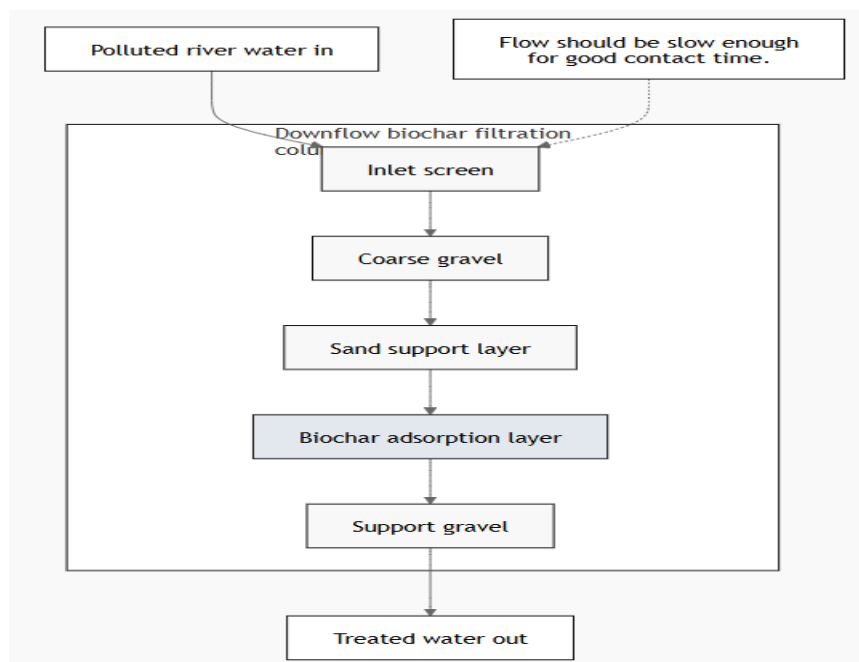 Polluted river water in
Flow should be slow enough
for good contact time.
Downflow biochar filtration
Inlet screen
Coarse gravel
Sand support layer
Biochar adsorption layer
Support gravel
Treated water out